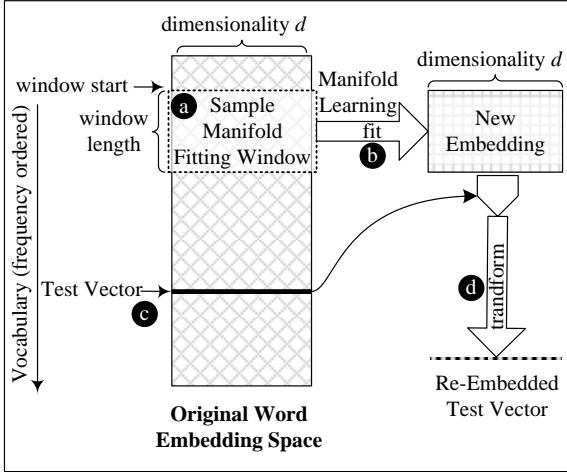 dimensionality d
dimensionality d
window start
window
length
a
Sample
Manifold
Fitting Window
Manifold
Learning
fit
b
New
Embedding
Vocabulary (frequency ordered)
Test Vector
c
d
trandform
Re-Embedded
Test Vector
Original Word
Embedding Space